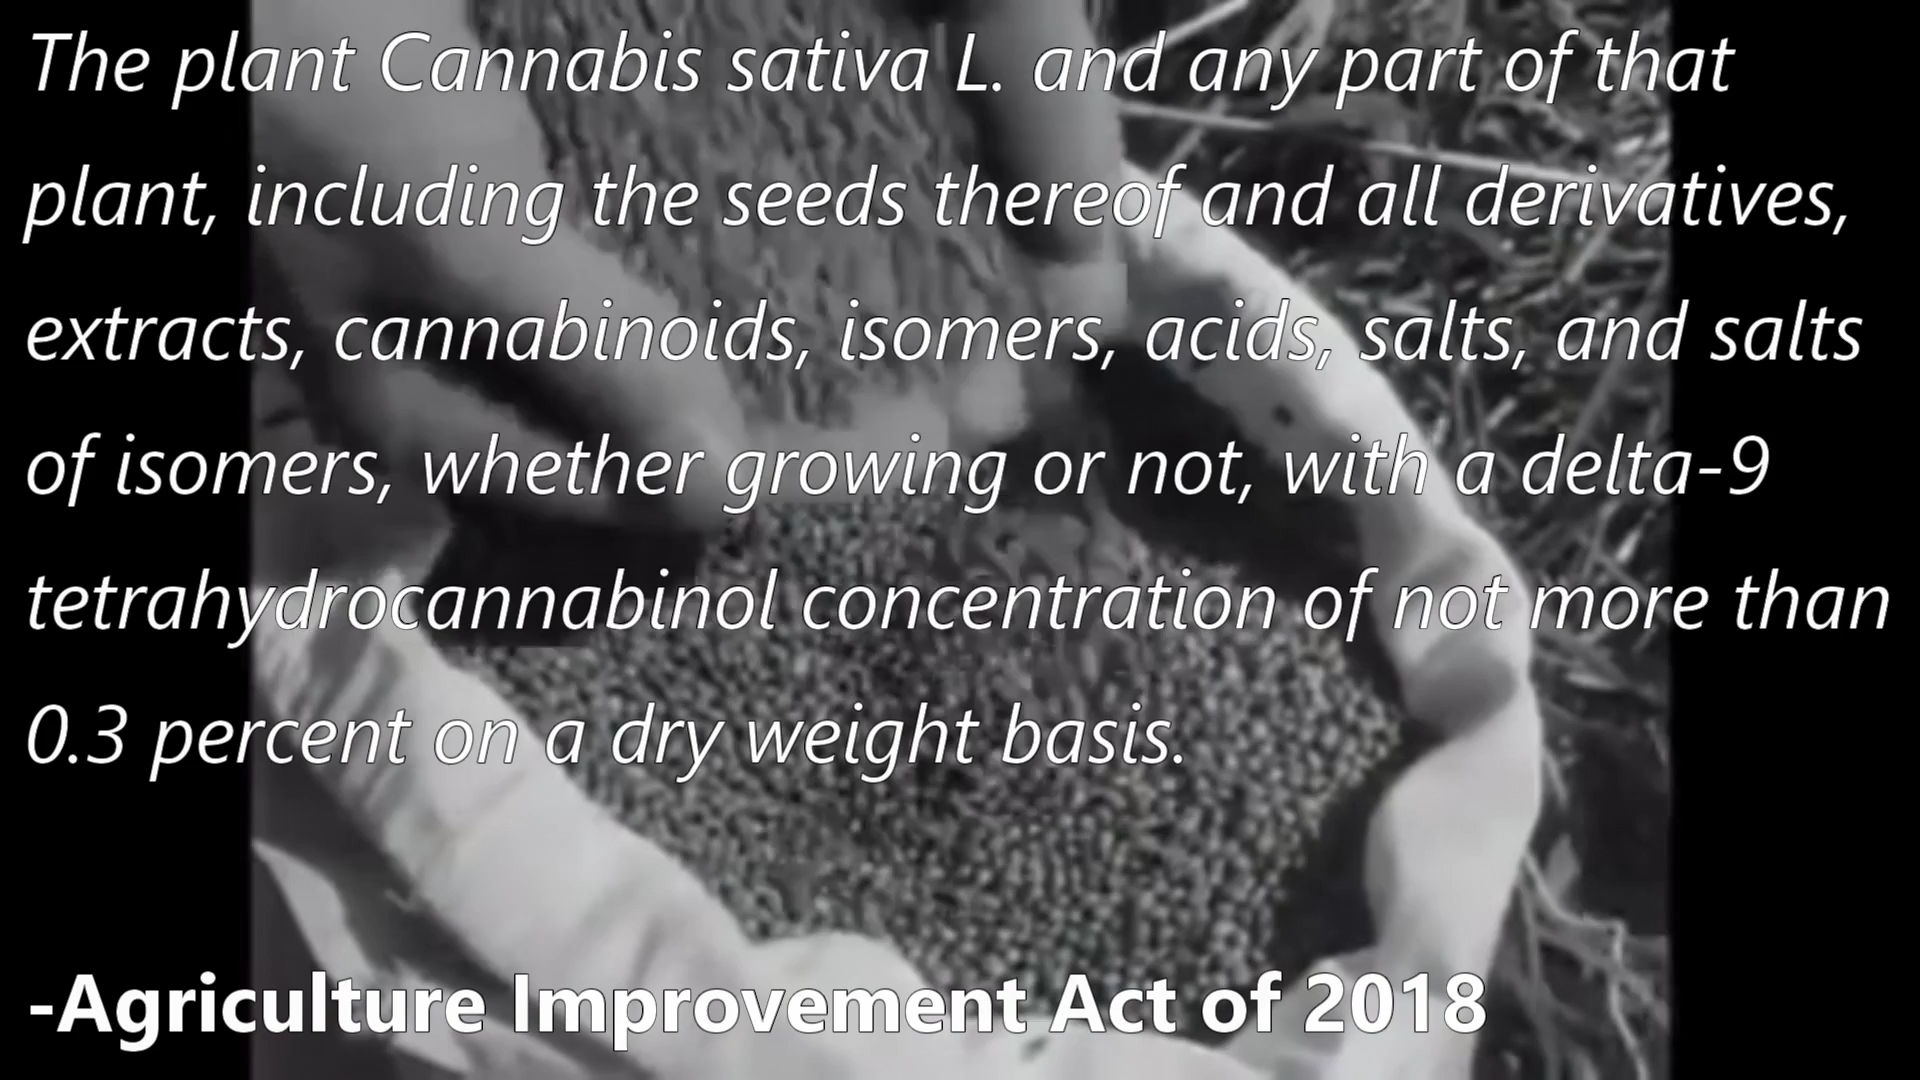 The plant Cannabis sativa L. and any part of that
plant, including the seeds thereof and all derivatives,
extracts, cannabinoids, isomers, acids, salts, and salts
of isomers, whether growing or not, with a delta-9
tetrahydrocannabinol concentration of not more than
0.3 percent on a dry weight basis.
-Agriculture Improvement Act of 2018